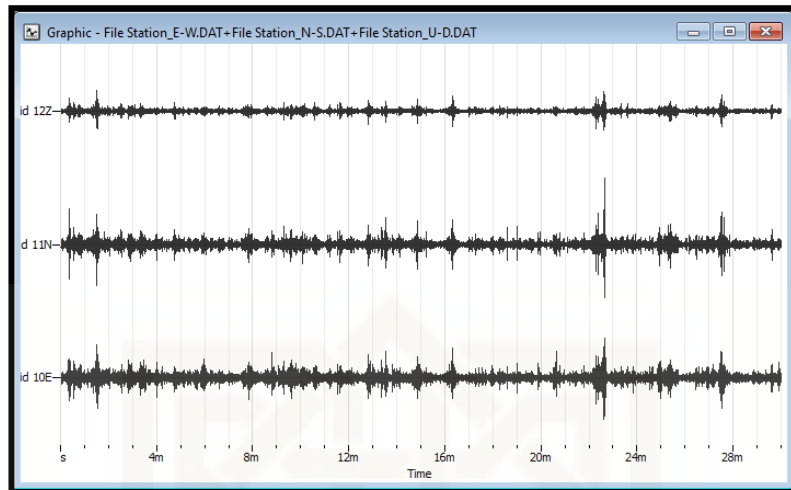 Graphic - File Station_E-W.DAT+File Station_N-S.DAT+File Station_U-D.DAT
id 12Z
d 11N
id 10E
s 4m 8m 12m 16m 20m 24m 28m
Time